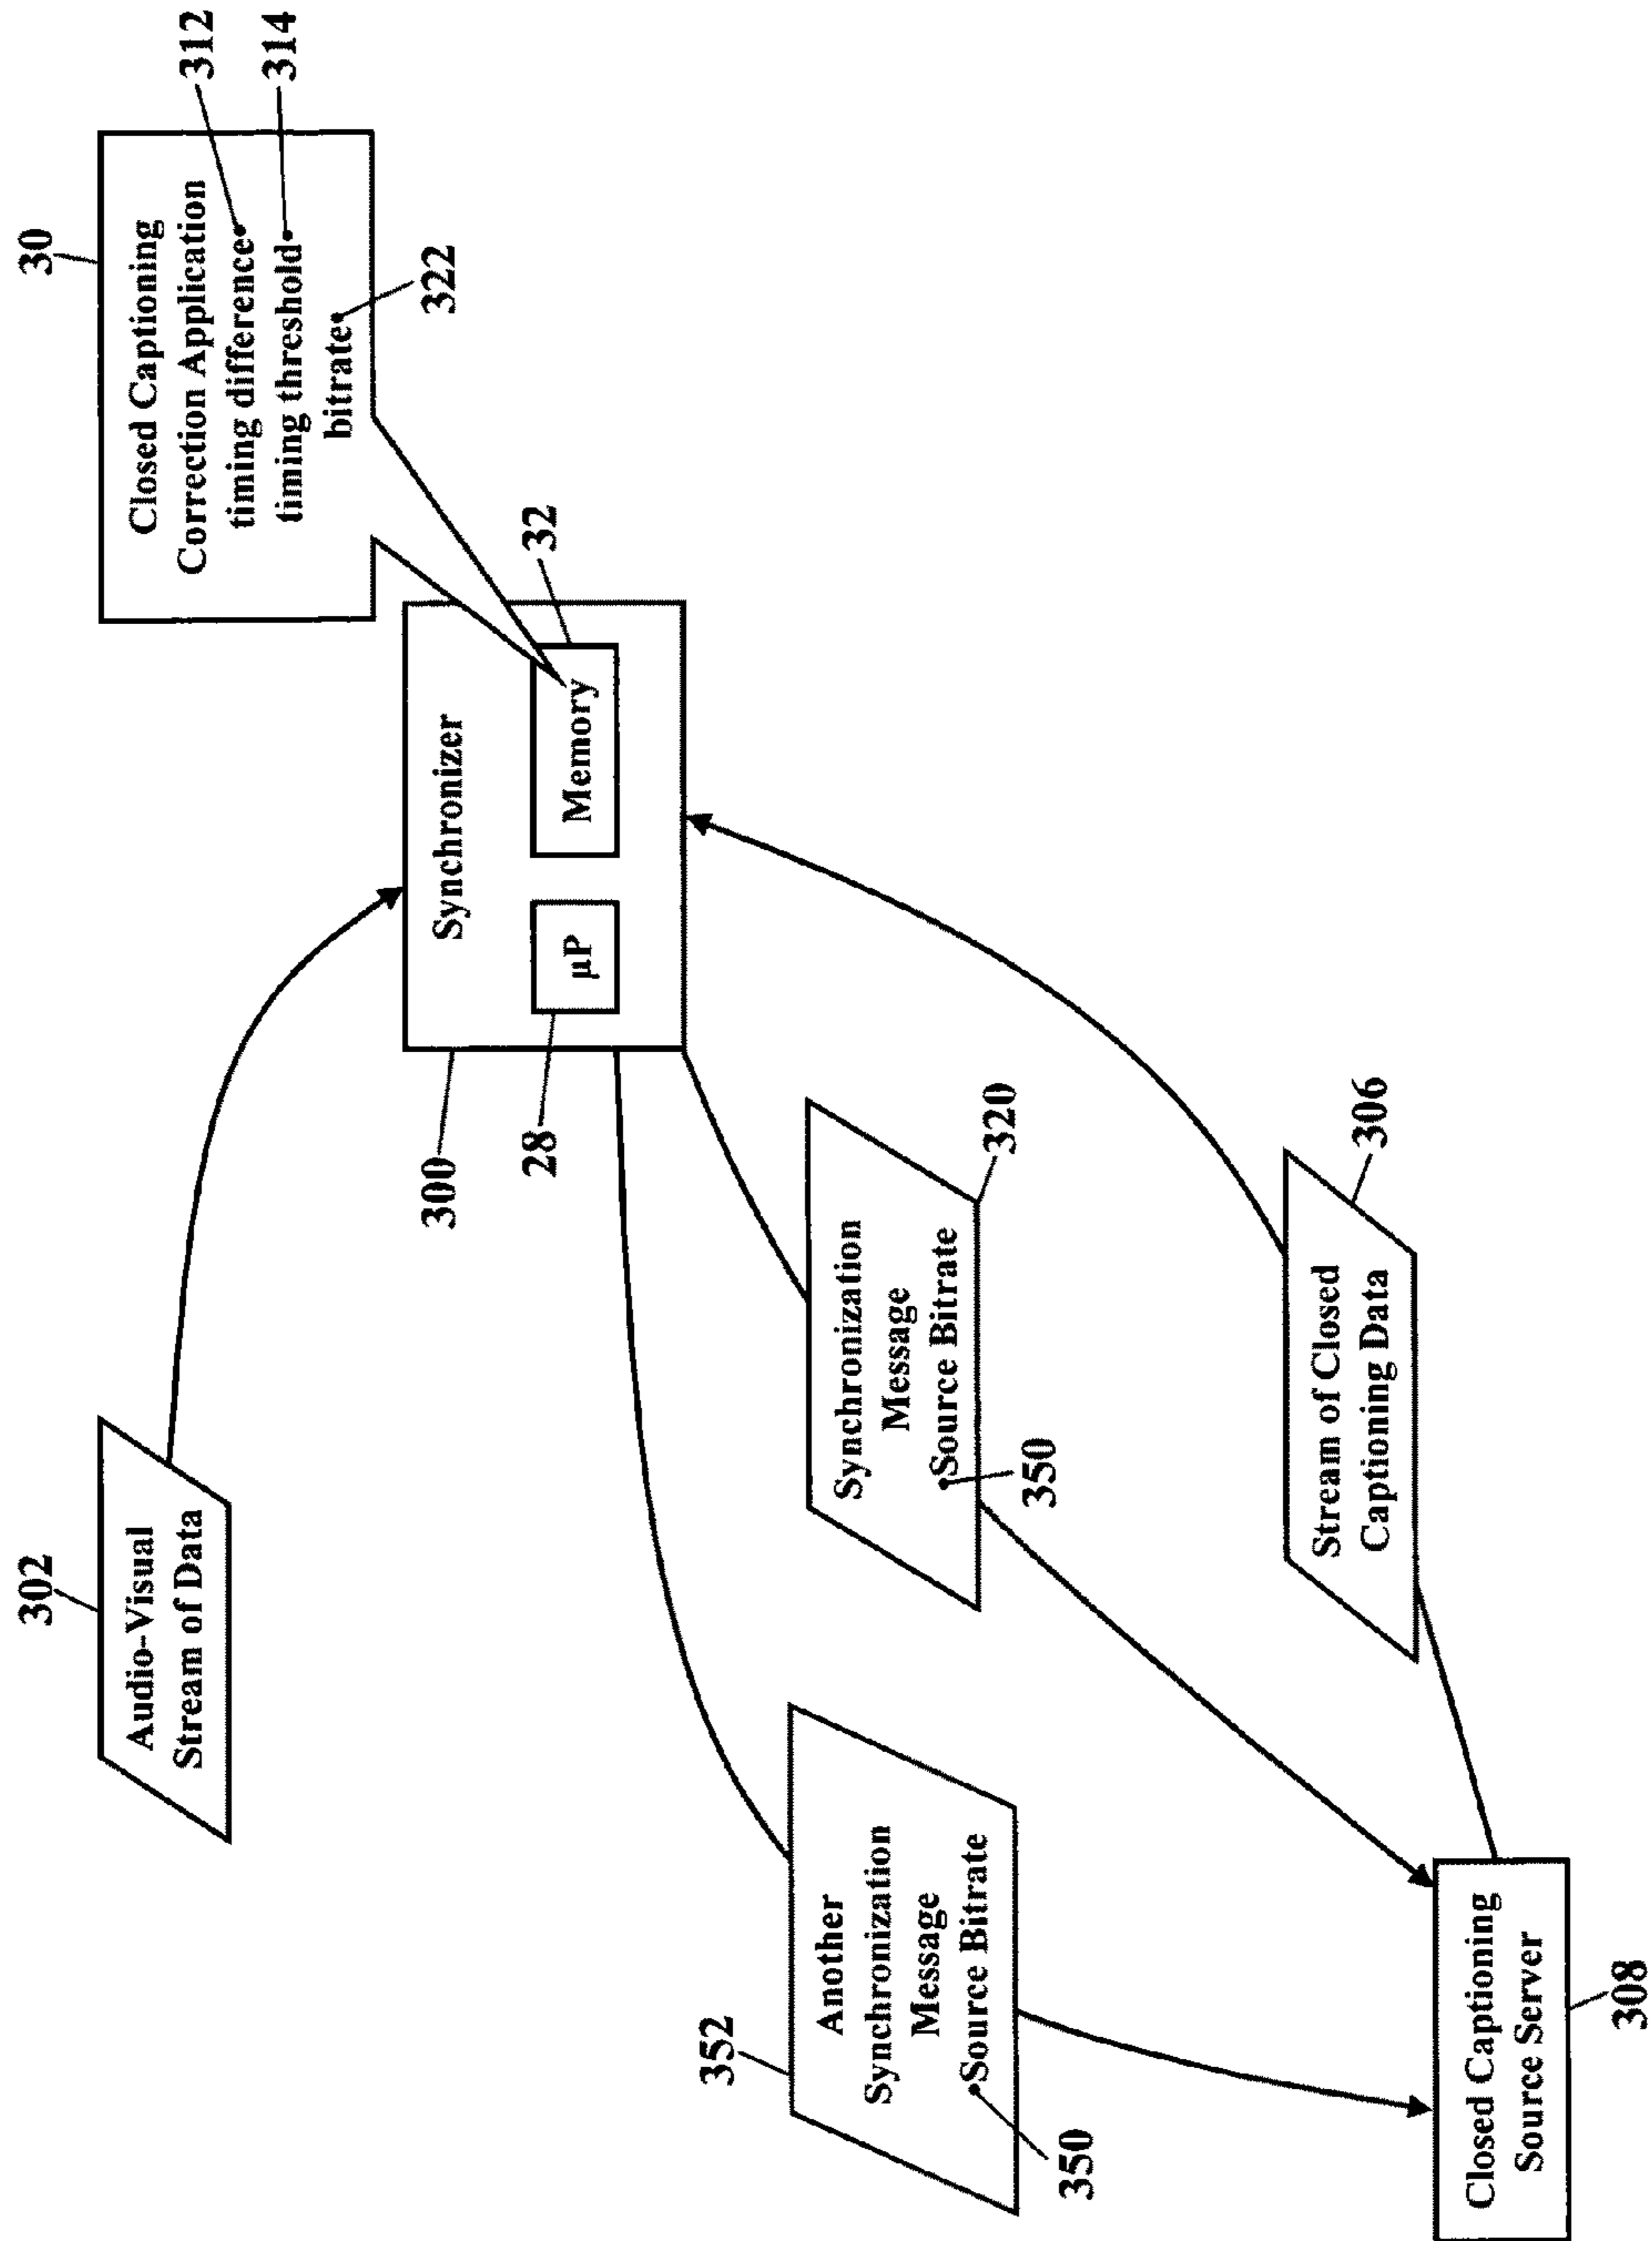 302
Audio-Visual
Stream of Data
30
Closed Captioning
Correction Application
timing difference
timing threshold
bitrate
312
314
322
300
Synchronizer
μP
28
Memory
32
352
Another
Synchronization
Message
Source Bitrate
350
Synchronization
Message
Source Bitrate
350
320
Stream of Closed
Captioning Data
306
Closed Captioning
Source Server
308